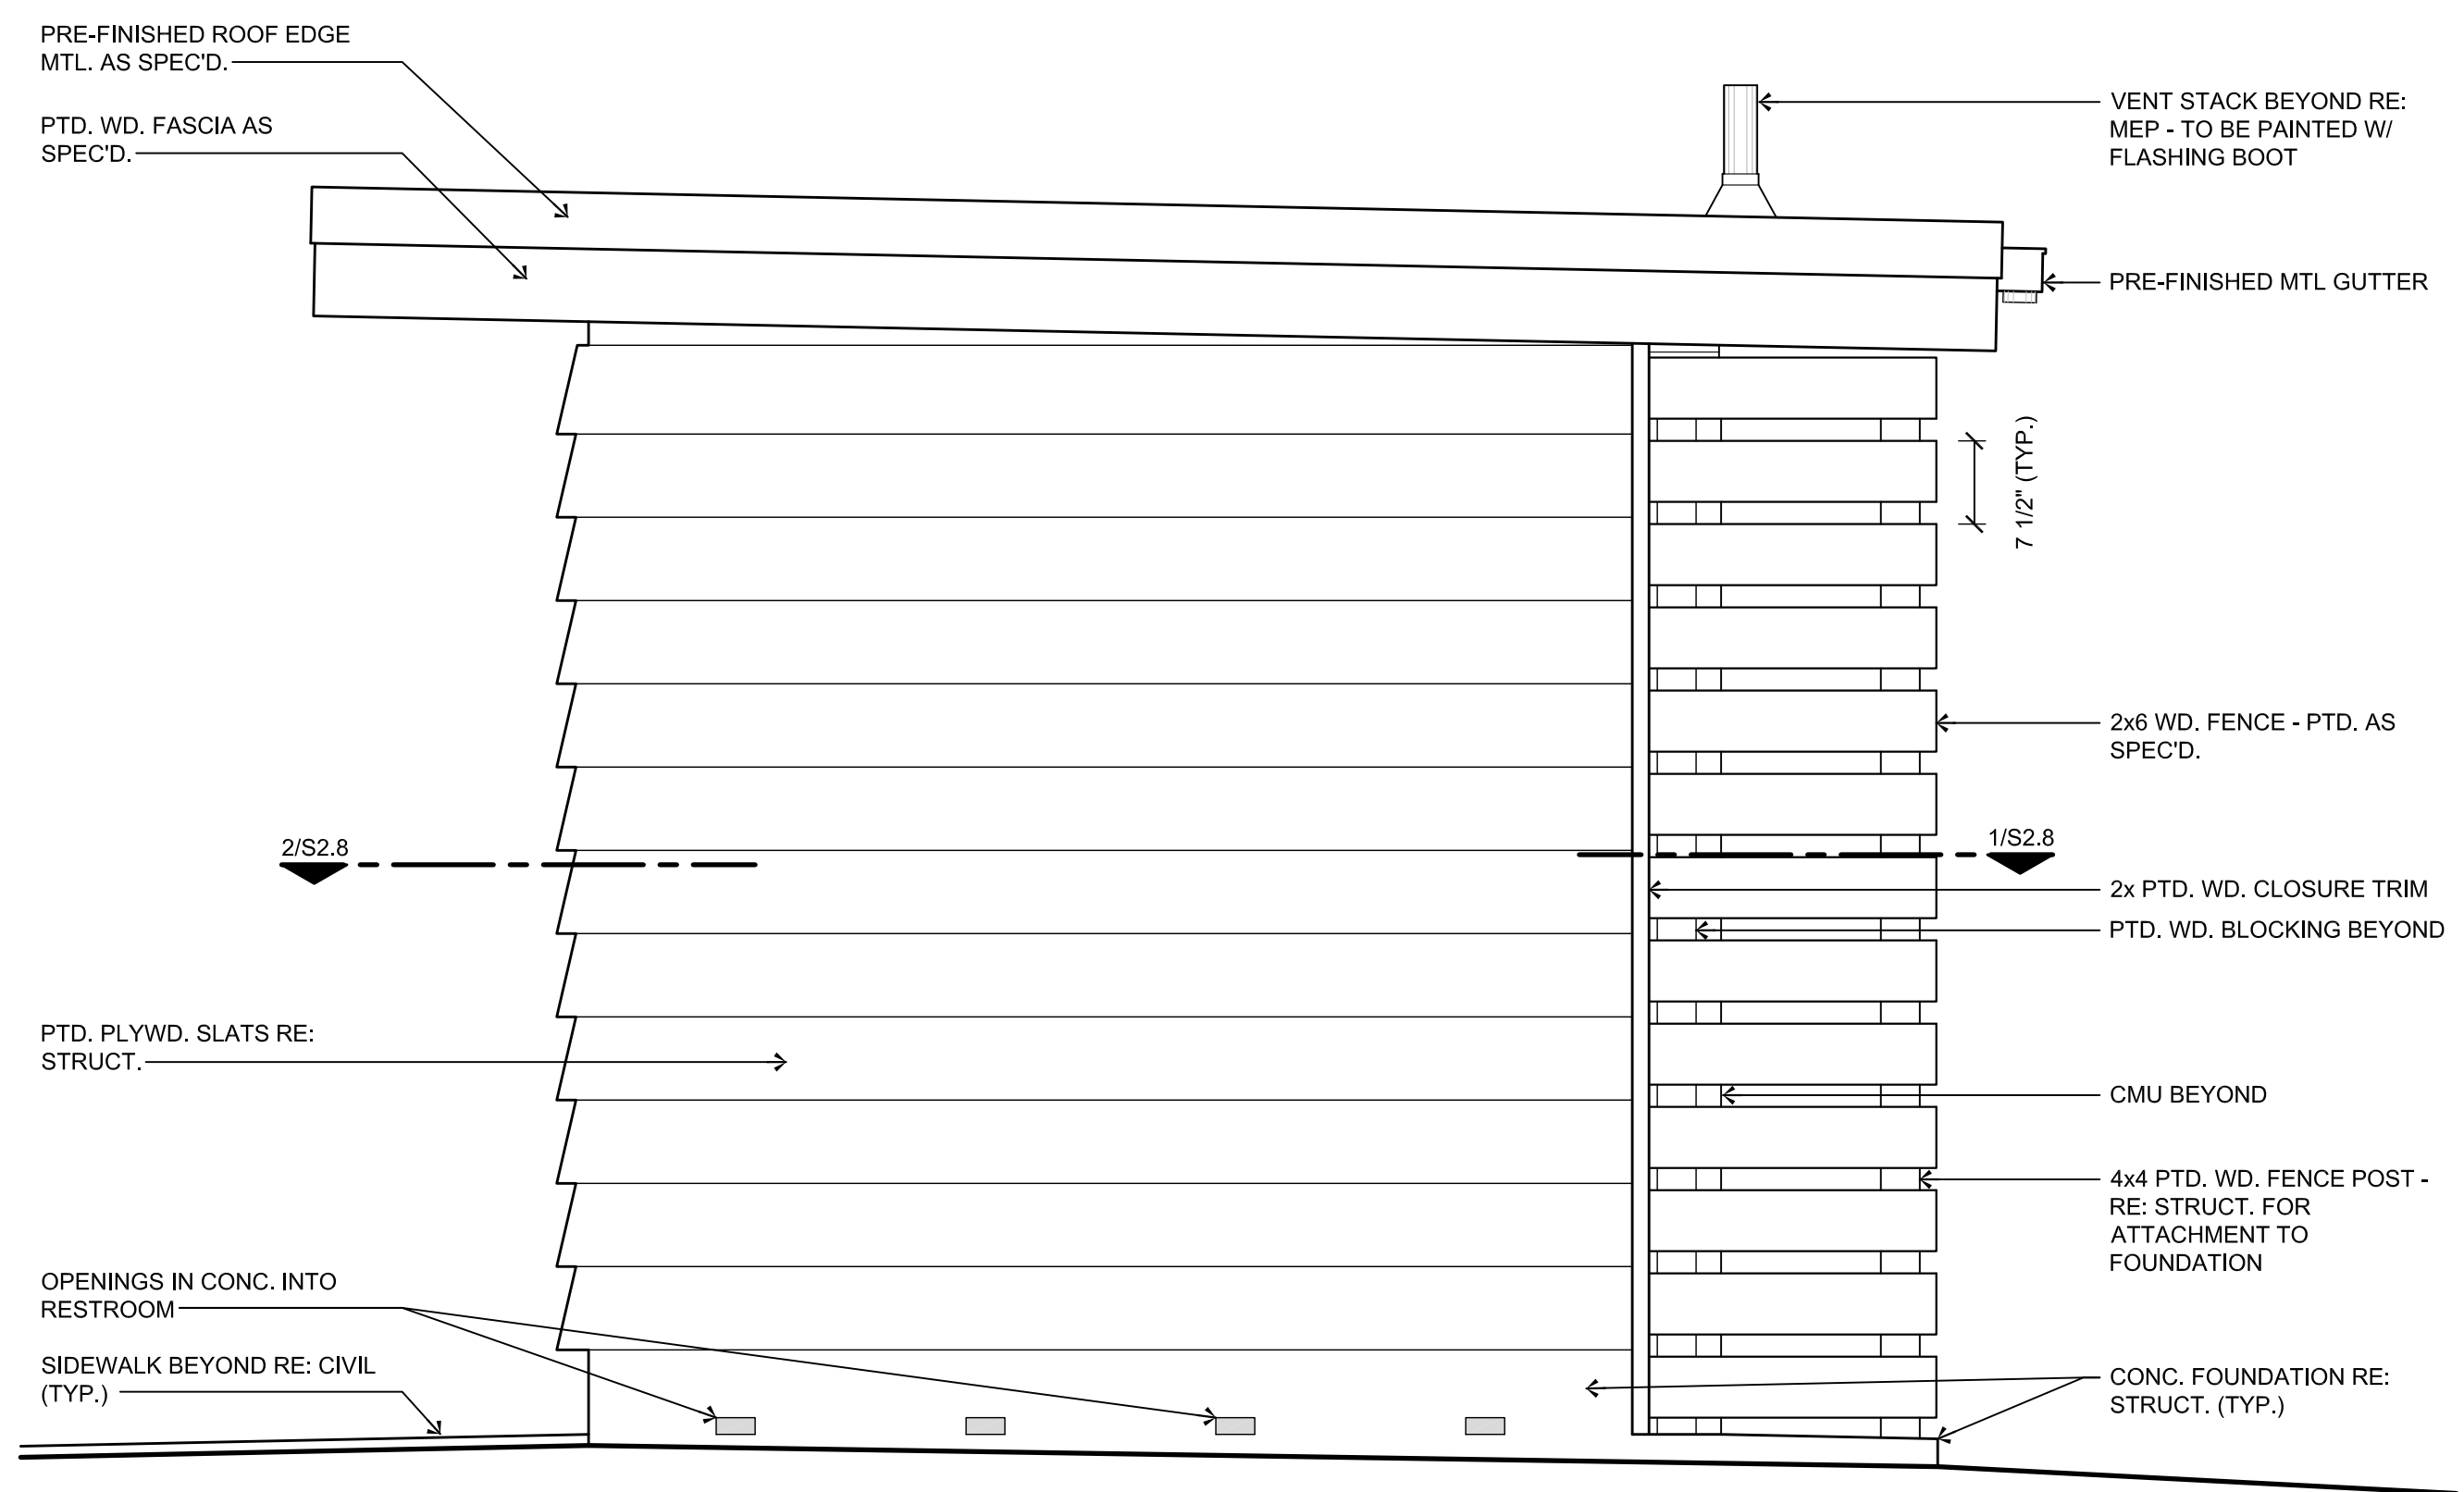 PRE-FINISHED ROOF EDGE
MTL. AS SPEC'D.
PTD. WD. FASCIA AS
SPEC'D.
VENT STACK BEYOND RE:
MEP - TO BE PAINTED W/
FLASHING BOOT
PRE-FINISHED MTL GUTTER
7 1/2" (TYP.)
2x6 WD. FENCE - PTD. AS
SPEC'D.
2/S2.8
1/S2.8
2x PTD. WD. CLOSURE TRIM
PTD. WD. BLOCKING BEYOND
PTD. PLYWD. SLATS RE:
STRUCT.
CMU BEYOND
4x4 PTD. WD. FENCE POST -
RE: STRUCT. FOR
ATTACHMENT TO
FOUNDATION
OPENINGS IN CONC. INTO
RESTROOM
SIDEWALK BEYOND RE: CIVIL
(TYP.)
CONC. FOUNDATION RE:
STRUCT. (TYP.)